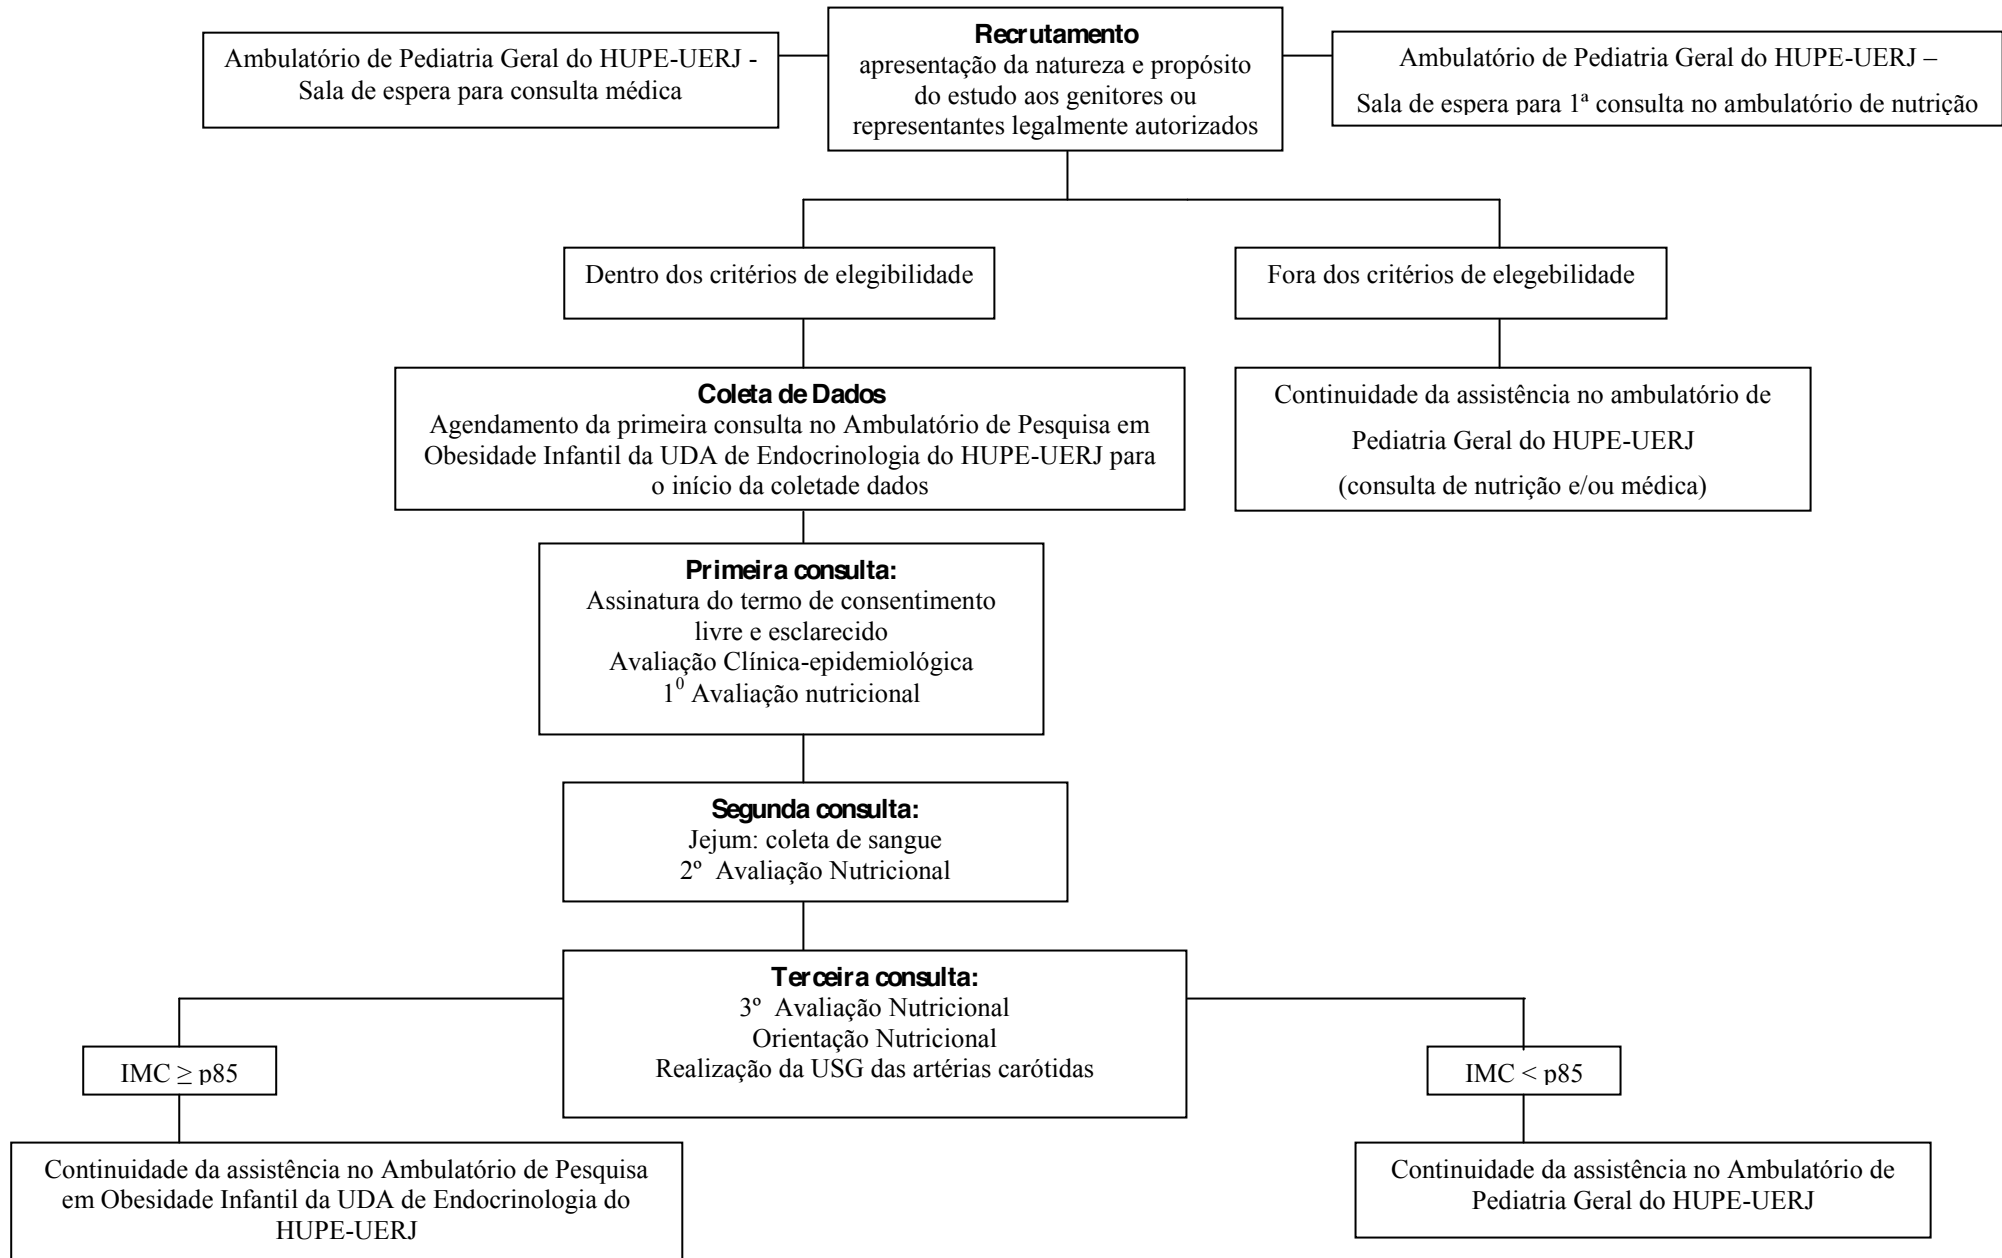 Recrutamento
apresentação da natureza e propósito
do estudo aos genitores ou
representantes legalmente autorizados
Ambulatório de Pediatria Geral do HUPE-UERJ -
Sala de espera para consulta médica
Ambulatório de Pediatria Geral do HUPE-UERJ –
Sala de espera para 1ª consulta no ambulatório de nutrição
Dentro dos critérios de elegibilidade
Fora dos critérios de elegebilidade
Coleta de Dados
Agendamento da primeira consulta no Ambulatório de Pesquisa em
Obesidade Infantil da UDA de Endocrinologia do HUPE-UERJ para
o início da coletade dados
Continuidade da assistência no ambulatório de
Pediatria Geral do HUPE-UERJ
(consulta de nutrição e/ou médica)
Primeira consulta:
Assinatura do termo de consentimento
livre e esclarecido
Avaliação Clínica-epidemiológica
1⁰ Avaliação nutricional
Segunda consulta:
Jejum: coleta de sangue
2º Avaliação Nutricional
Terceira consulta:
3º Avaliação Nutricional
Orientação Nutricional
Realização da USG das artérias carótidas
IMC ≥ p85
IMC < p85
Continuidade da assistência no Ambulatório de Pesquisa
em Obesidade Infantil da UDA de Endocrinologia do
HUPE-UERJ
Continuidade da assistência no Ambulatório de
Pediatria Geral do HUPE-UERJ